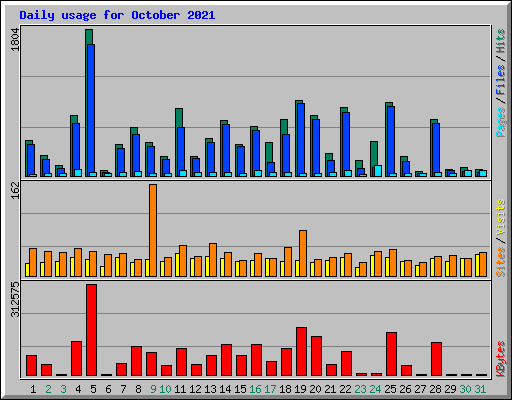 Daily usage for October 2021
1804
Pages / Files / Hits
162
Sites / Visits
312575
KBytes
1 2 3 4 5 6 7 8 9 10 11 12 13 14 15 16 17 18 19 20 21 22 23 24 25 26 27 28 29 30 31